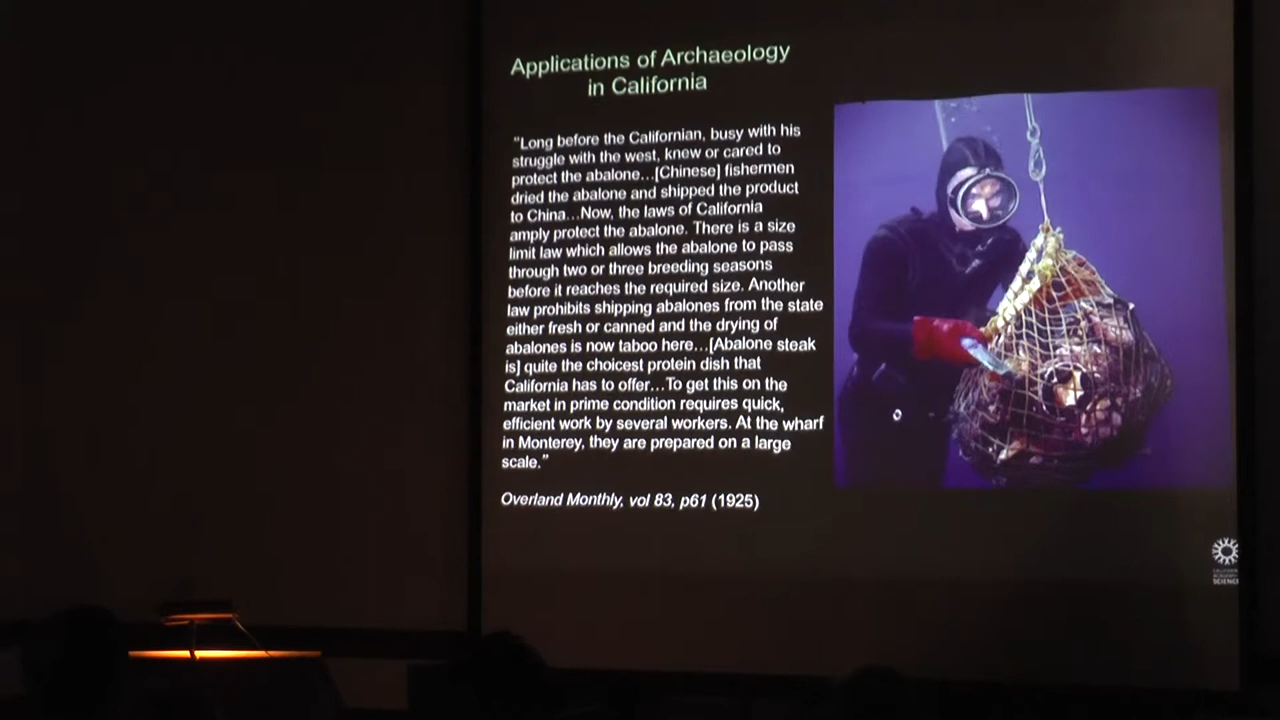 Applications of Archaeology
in California
"Long before the Californian, busy with his
struggle with the west, knew or cared to
protect the abalone...[Chinese] fishermen
dried the abalone and shipped the product
to China...Now, the laws of California
amply protect the abalone. There is a size
limit law which allows the abalone to pass
through two or three breeding seasons
before it reaches the required size. Another
law prohibits shipping abalones from the state
either fresh or canned and the drying of
abalones is now taboo here...[Abalone steak
is] quite the choicest protein dish that
California has to offer...To get this on the
market in prime condition requires quick,
efficient work by several workers. At the wharf
in Monterey, they are prepared on a large
scale."
Overland Monthly, vol 83, p61 (1925)